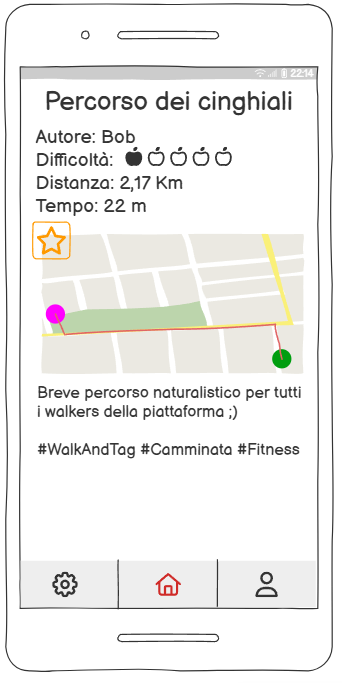 22:14
Percorso dei cinghiali
Autore: Bob
Difficoltà:
Distanza: 2,17 Km
Tempo: 22 m
Breve percorso naturalistico per tutti
i walkers della piattaforma ;)
#WalkAndTag #Camminata #Fitness